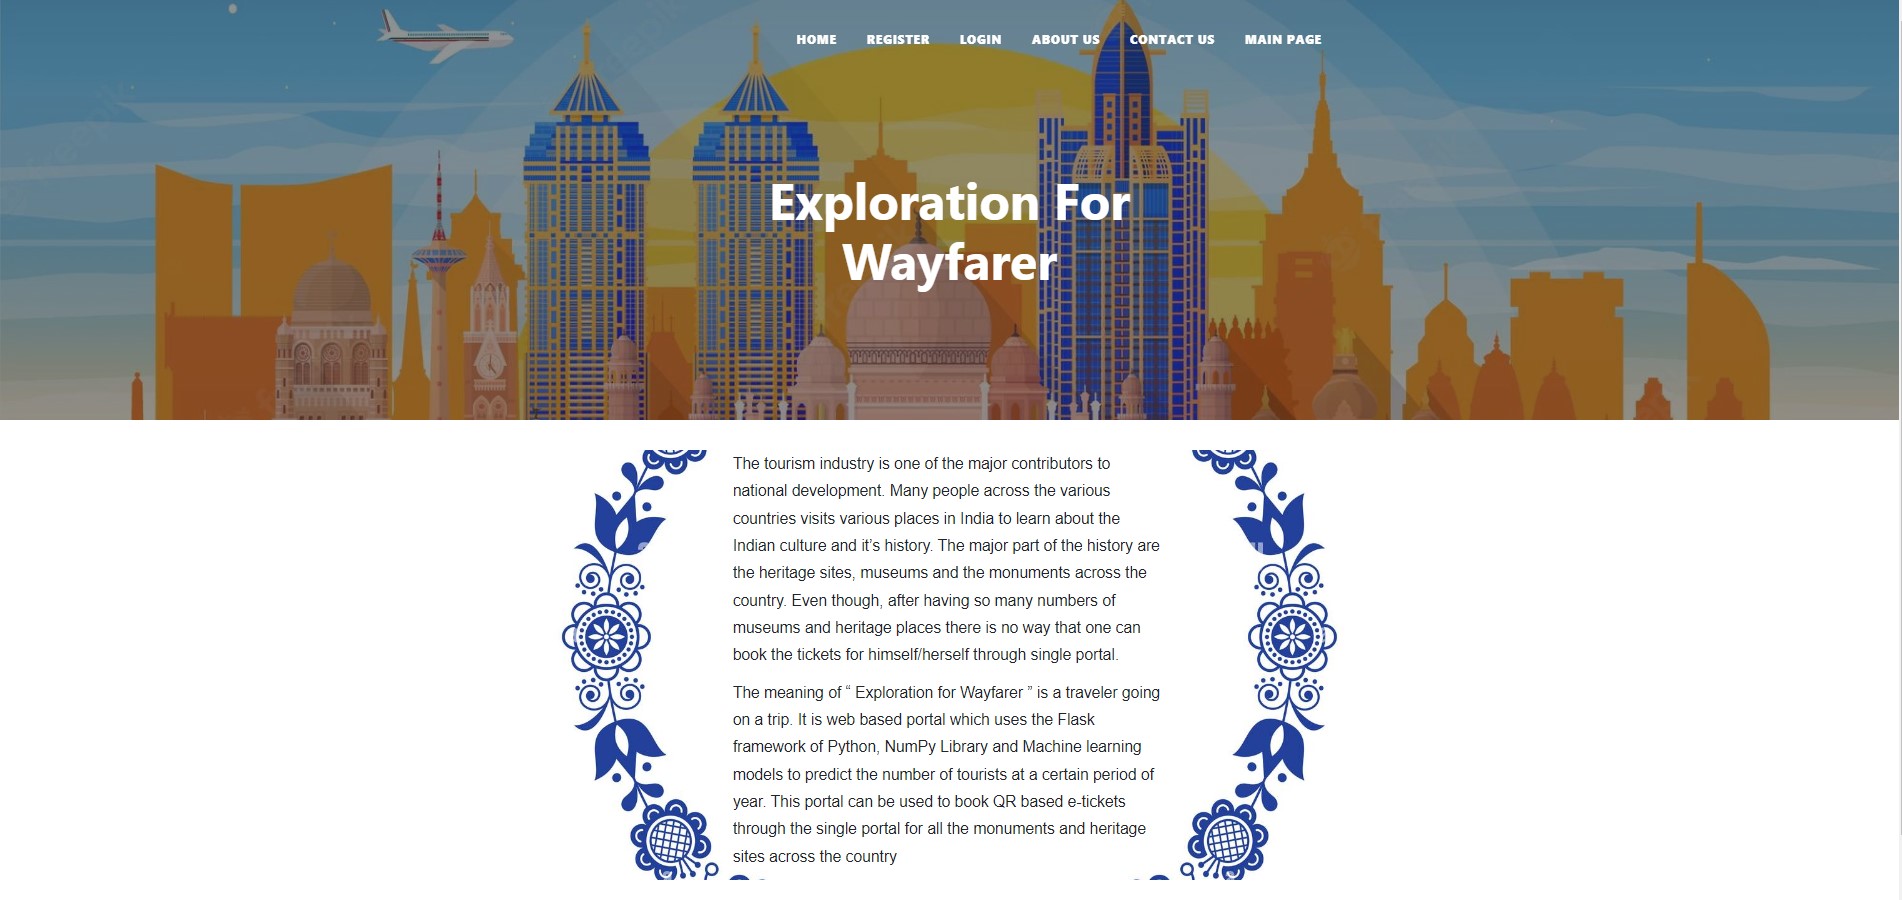 HOME REGISTER LOGIN ABOUT US CONTACT US MAIN PAGE
Exploration For
Wayfarer
The tourism industry is one of the major contributors to
national development. Many people across the various
countries visits various places in India to learn about the
Indian culture and it’s history. The major part of the history are
the heritage sites, museums and the monuments across the
country. Even though, after having so many numbers of
museums and heritage places there is no way that one can
book the tickets for himself/herself through single portal.
The meaning of “ Exploration for Wayfarer ” is a traveler going
on a trip. It is web based portal which uses the Flask
framework of Python, NumPy Library and Machine learning
models to predict the number of tourists at a certain period of
year. This portal can be used to book QR based e-tickets
through the single portal for all the monuments and heritage
sites across the country